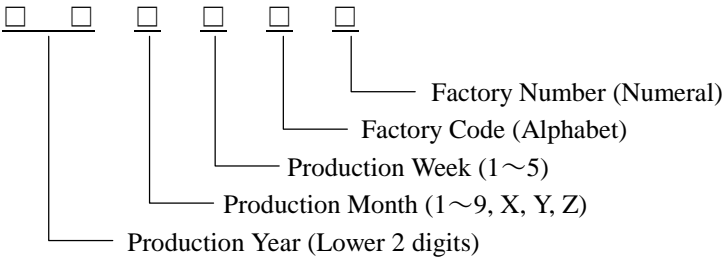 □ □ □ □ □ □
Factory Number (Numeral)
Factory Code (Alphabet)
Production Week (1～5)
Production Month (1～9, X, Y, Z)
Production Year (Lower 2 digits)